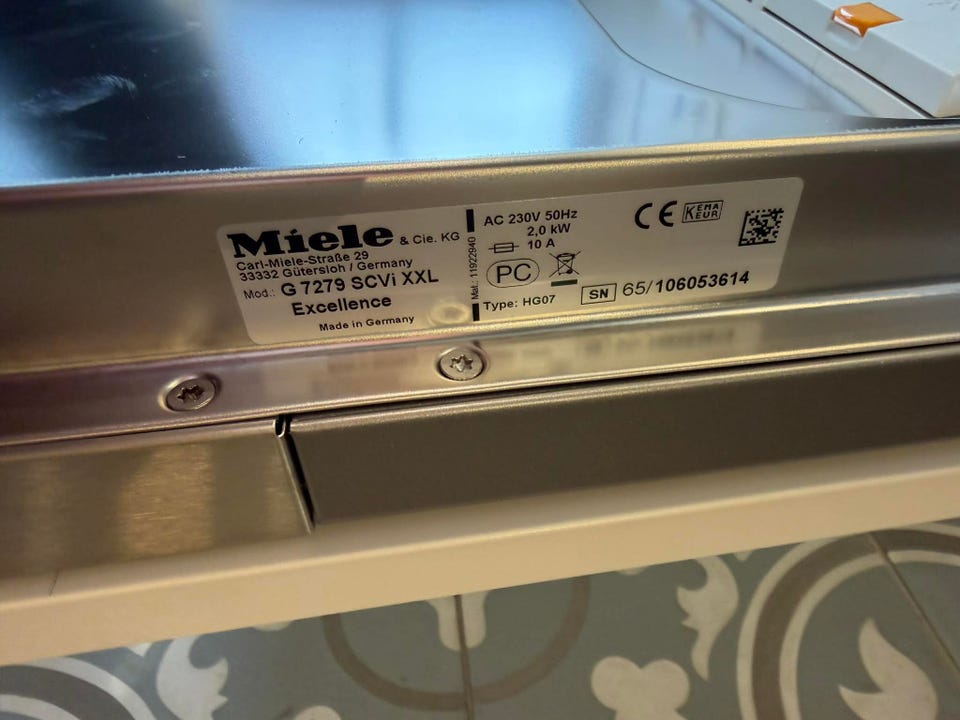 Miele & Cie. KG
Carl-Miele-Straße 29
33332 Gütersloh / Germany
Mod.: G 7279 SCVi XXL
Excellence
Made in Germany
Mat.: 11922940
AC 230V 50Hz
2,0 kW
10 A
PC
Type: HG07
SN 65/106053614
CE
KEMA
KEUR